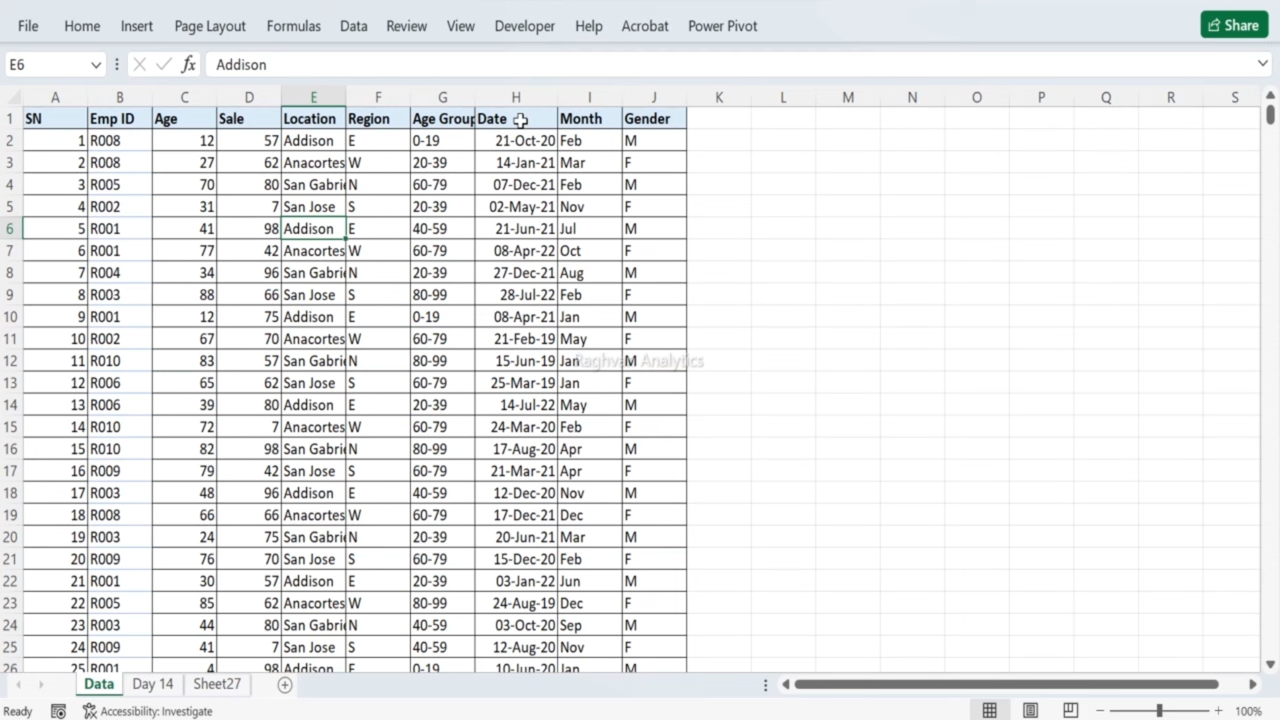 File Home Insert Page Layout Formulas Data Review View Developer Help Acrobat Power Pivot Share
E6 fx Addison
A B C D E F G H I J K L M N O P Q R S
1 SN Emp ID Age Sale Location Region Age Group Date Month Gender
2 1 R008 12 57 Addison E 0-19 21-Oct-20 Feb M
3 2 R008 27 62 Anacortes W 20-39 14-Jan-21 Mar F
4 3 R005 70 80 San Gabri N 60-79 07-Dec-21 Feb M
5 4 R002 31 7 San Jose S 20-39 02-May-21 Nov F
6 5 R001 41 98 Addison E 40-59 21-Jun-21 Jul M
7 6 R001 77 42 Anacortes W 60-79 08-Apr-22 Oct F
8 7 R004 34 96 San Gabri N 20-39 27-Dec-21 Aug M
9 8 R003 88 66 San Jose S 80-99 28-Jul-22 Feb F
10 9 R001 12 75 Addison E 0-19 08-Apr-21 Jan M
11 10 R002 67 70 Anacortes W 60-79 21-Feb-19 May F
12 11 R010 83 57 San Gabri N 80-99 15-Jun-19 Jan M
Raghvan Analytics
13 12 R006 65 62 San Jose S 60-79 25-Mar-19 Jan F
14 13 R006 39 80 Addison E 20-39 14-Jul-22 May M
15 14 R010 72 7 Anacortes W 60-79 24-Mar-20 Feb F
16 15 R010 82 98 San Gabri N 80-99 17-Aug-20 Apr M
17 16 R009 79 42 San Jose S 60-79 21-Mar-21 Apr F
18 17 R003 48 96 Addison E 40-59 12-Dec-20 Nov M
19 18 R008 66 66 Anacortes W 60-79 17-Dec-21 Dec F
20 19 R003 24 75 San Gabri N 20-39 20-Jun-21 Mar M
21 20 R009 76 70 San Jose S 60-79 15-Dec-20 Feb F
22 21 R001 30 57 Addison E 20-39 03-Jan-22 Jun M
23 22 R005 85 62 Anacortes W 80-99 24-Aug-19 Dec F
24 23 R003 44 80 San Gabri N 40-59 03-Oct-20 Sep M
25 24 R009 41 7 San Jose S 40-59 12-Aug-20 Nov F
26 25 R001 4 98 Addison E 0-19 10-Jun-20 Jan M
Data Day 14 Sheet27
Ready Accessibility: Investigate 100%